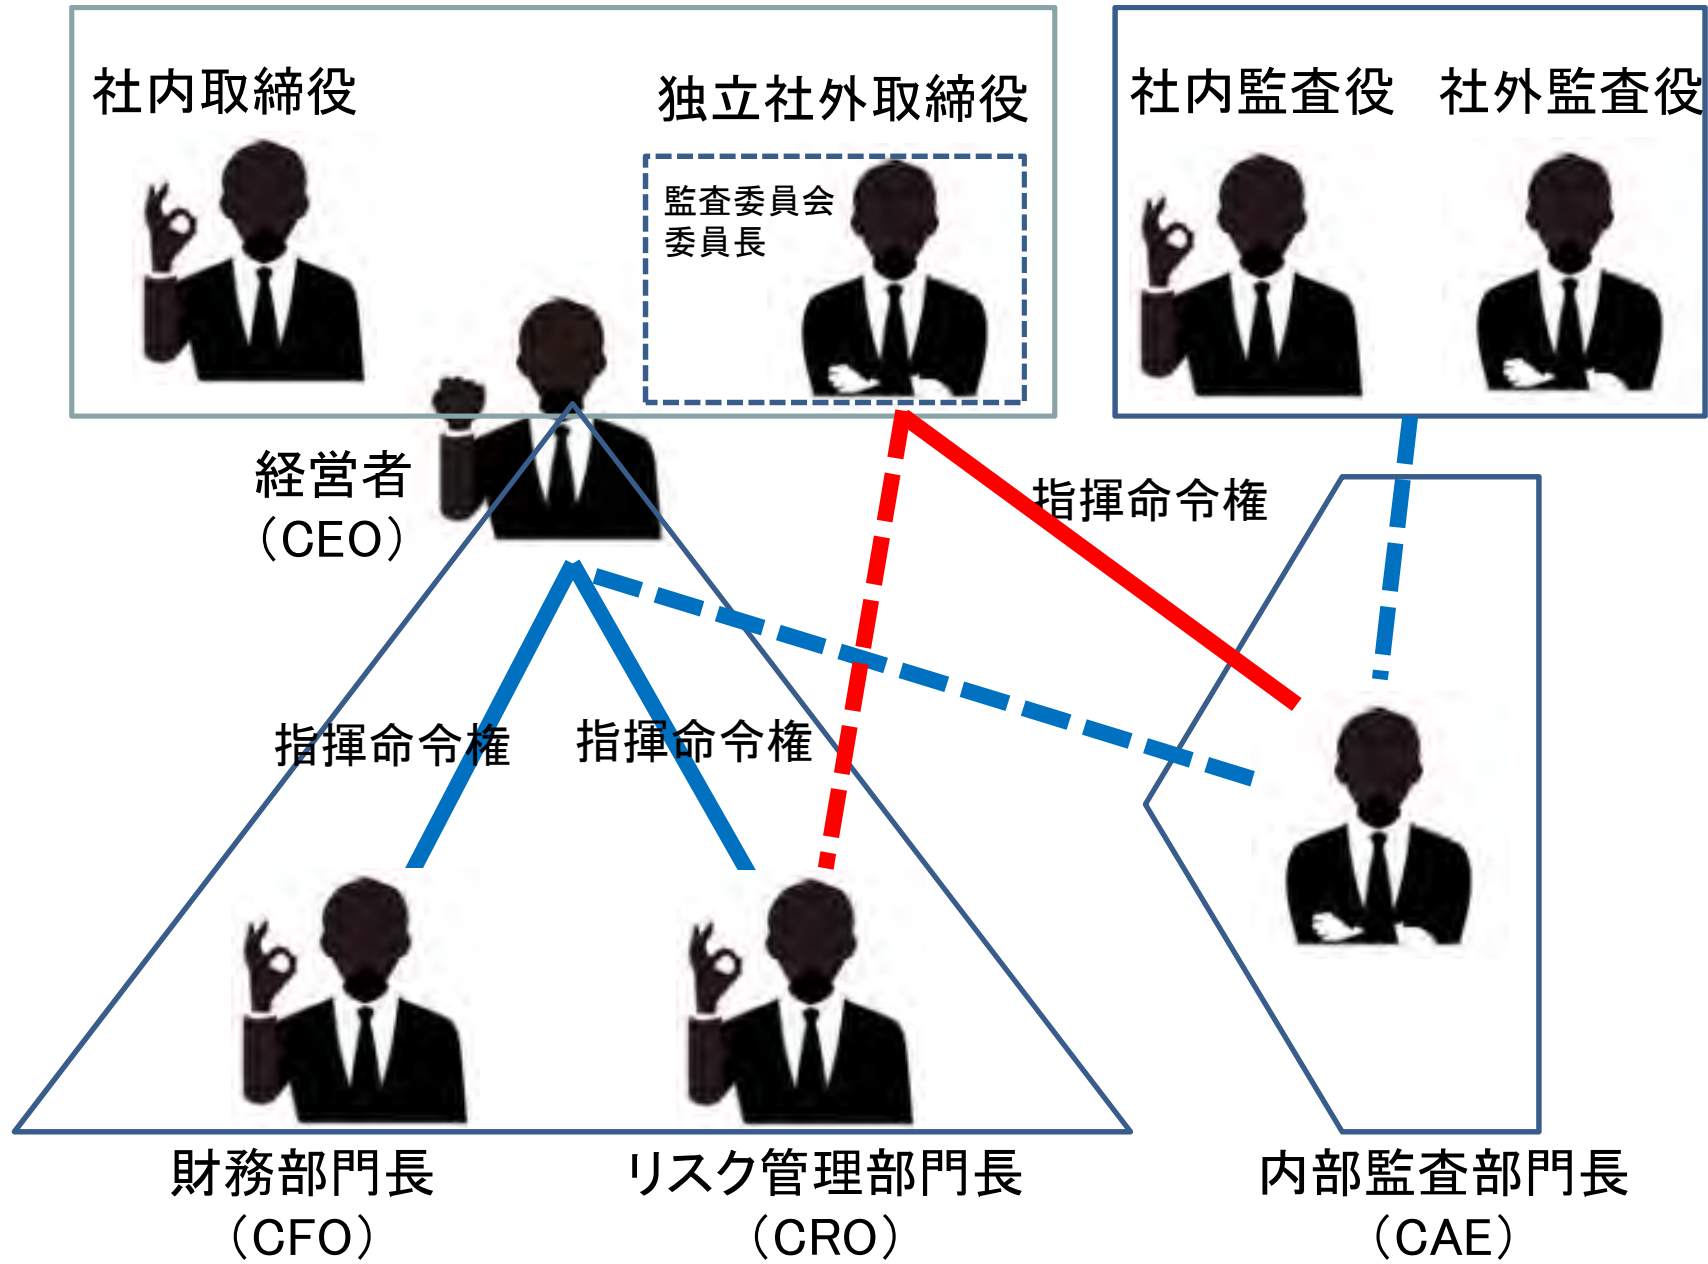 社内取締役
独立社外取締役
社内監査役
社外監査役
監査委員会
委員長
経営者
（CEO）
指揮命令権
指揮命令権
指揮命令権
財務部門長
（CFO）
リスク管理部門長
（CRO）
内部監査部門長
（CAE）